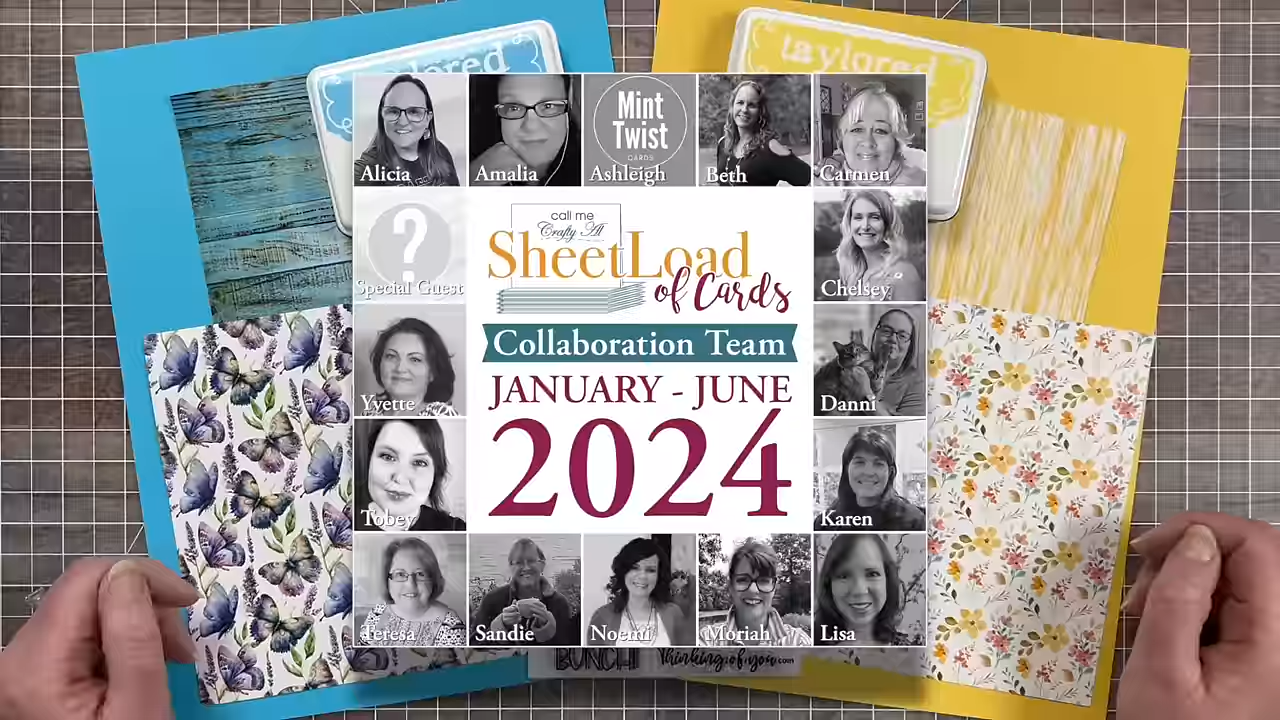 taylored
Mint
Twist
CARDS
Alicia
Amalia
Ashleigh
Beth
Carmen
?
Special Guest
call me
Crafty Al
SheetLoad
of Cards
Chelsey
Collaboration Team
JANUARY - JUNE
2024
Yvette
Danni
Tobey
Karen
Teresa
Sandie
Noemi
Moriah
Lisa
BUNCH!
Thinking of you
.com